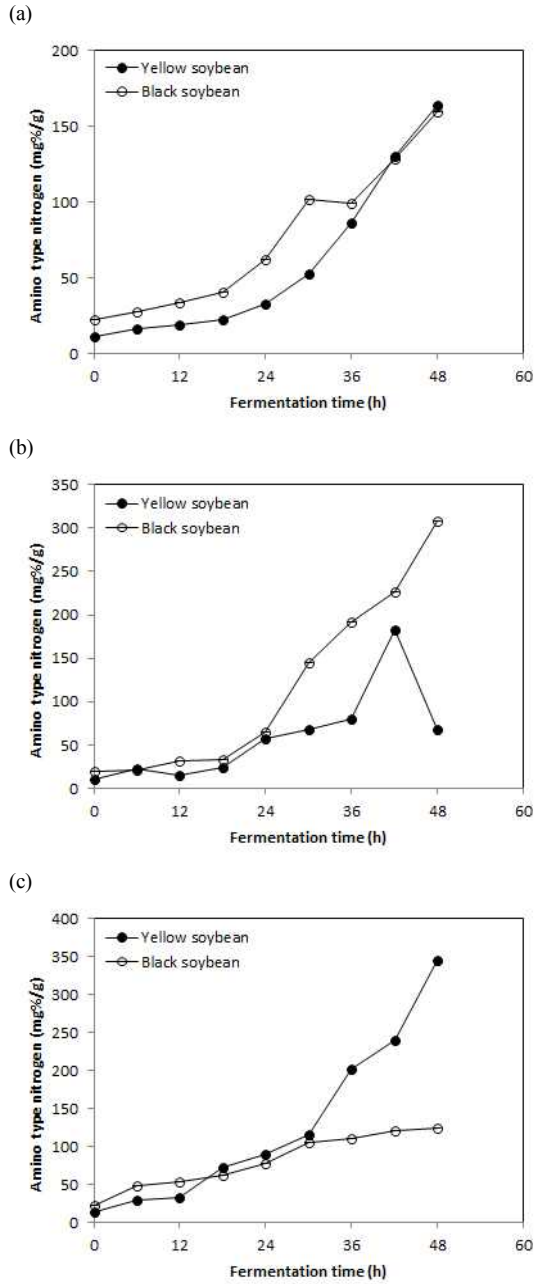 (a)
200
150
100
50
0
Amino type nitrogen (mg%/g)
Yellow soybean
Black soybean
0 12 24 36 48 60
Fermentation time (h)
(b)
350
300
250
200
150
100
50
0
Amino type nitrogen (mg%/g)
Yellow soybean
Black soybean
0 12 24 36 48 60
Fermentation time (h)
(c)
400
350
300
250
200
150
100
50
0
Amino type nitrogen (mg%/g)
Yellow soybean
Black soybean
0 12 24 36 48 60
Fermentation time (h)